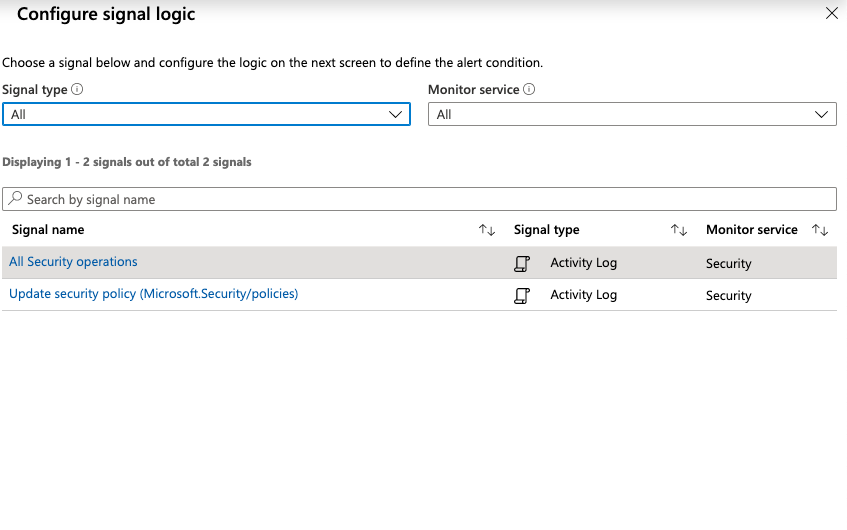 Configure signal logic
Choose a signal below and configure the logic on the next screen to define the alert condition.
Signal type Monitor service
All All
Displaying 1 - 2 signals out of total 2 signals
Search by signal name
Signal name Signal type Monitor service
All Security operations Activity Log Security
Update security policy (Microsoft.Security/policies) Activity Log Security